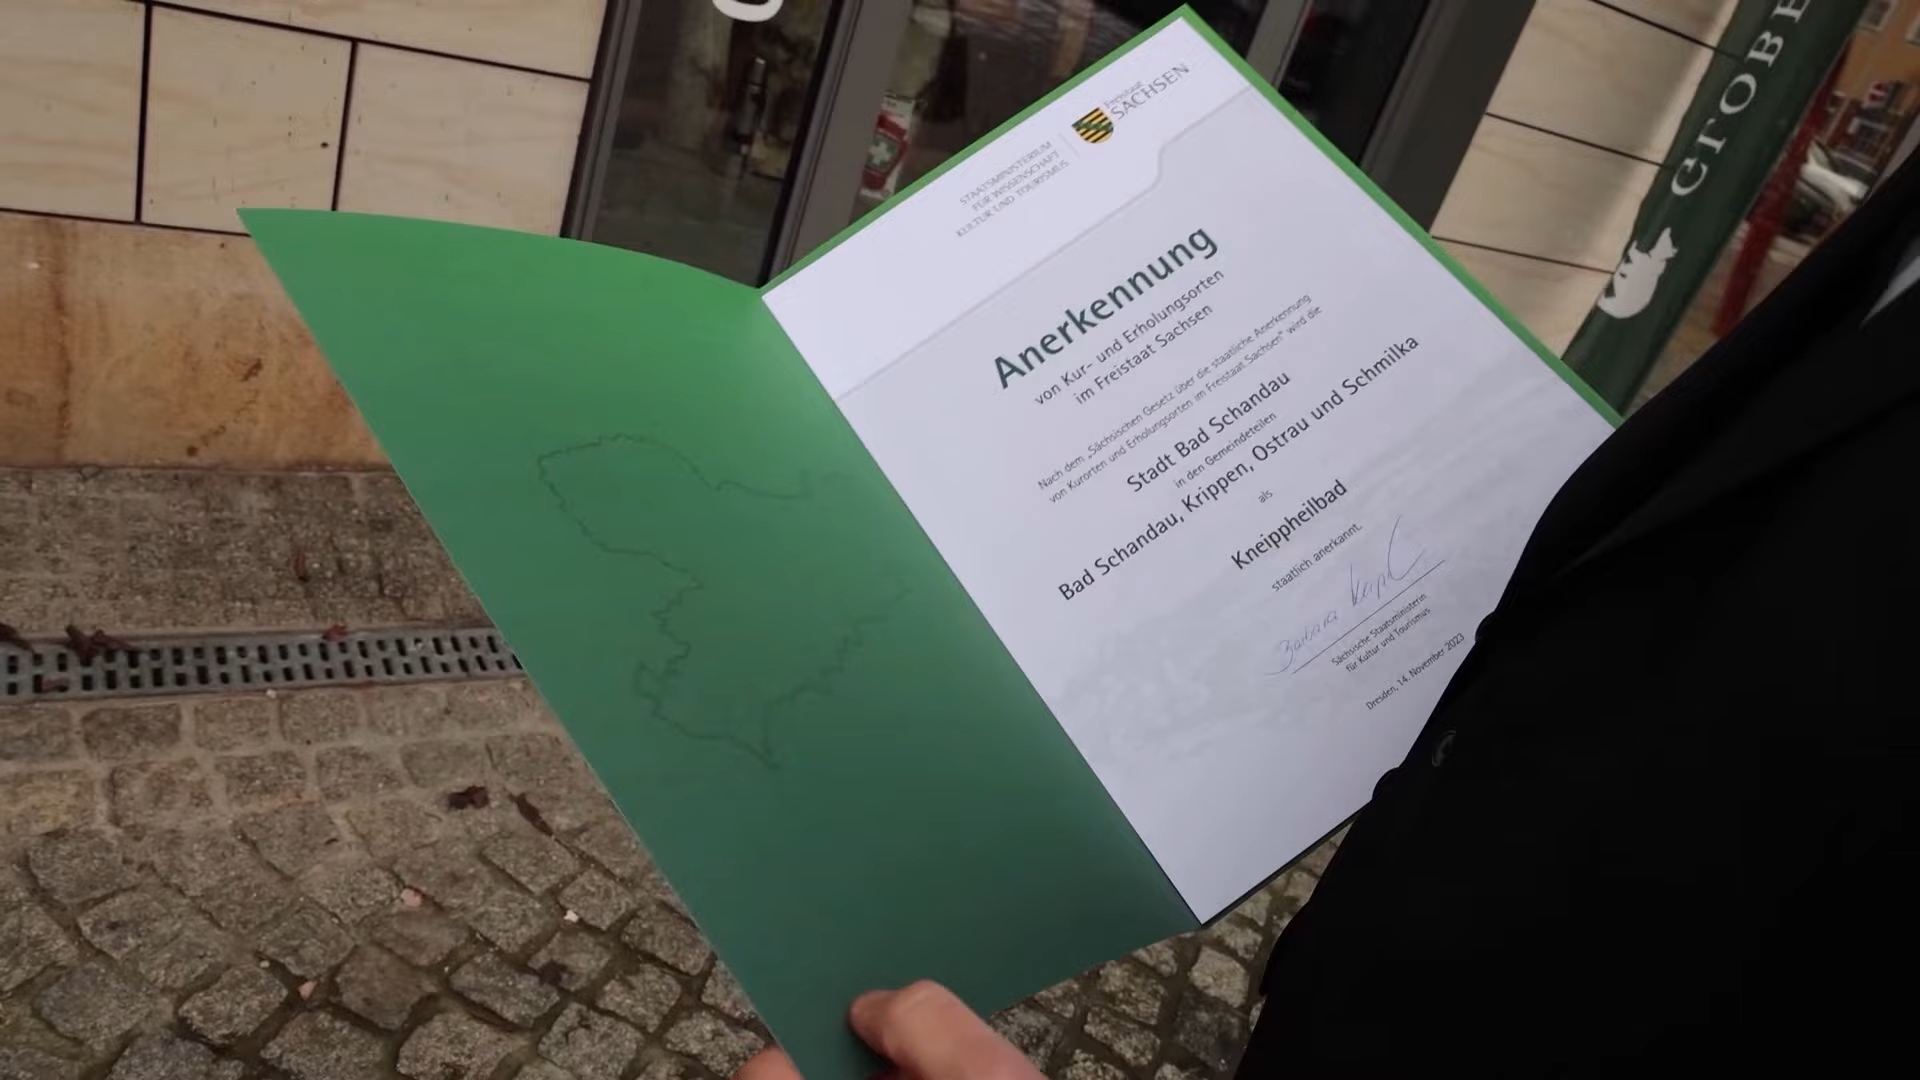 Freistaat
SACHSEN
STAATSMINISTERIUM
FÜR WISSENSCHAFT
KULTUR UND TOURISMUS
Anerkennung
von Kur- und Erholungsorten
im Freistaat Sachsen
Nach dem „Sächsischen Gesetz über die staatliche Anerkennung
von Kurorten und Erholungsorten im Freistaat Sachsen" wird die
Stadt Bad Schandau
in den Gemeindeteilen
Bad Schandau, Krippen, Ostrau und Schmilka
als
Kneippheilbad
staatlich anerkannt.
Sächsische Staatsministerin
für Kultur und Tourismus
Dresden, 14. November 2023
GLOBE